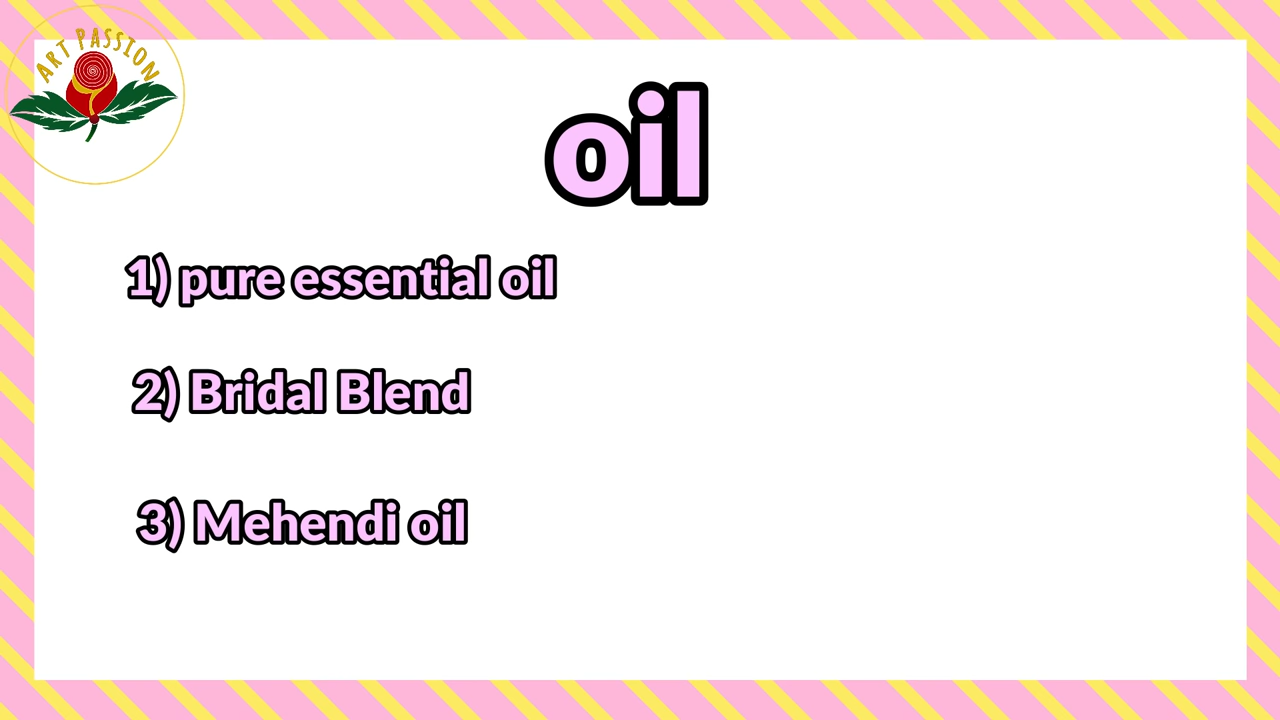 ART PASSION
oil
1) pure essential oil
2) Bridal Blend
3) Mehendi oil